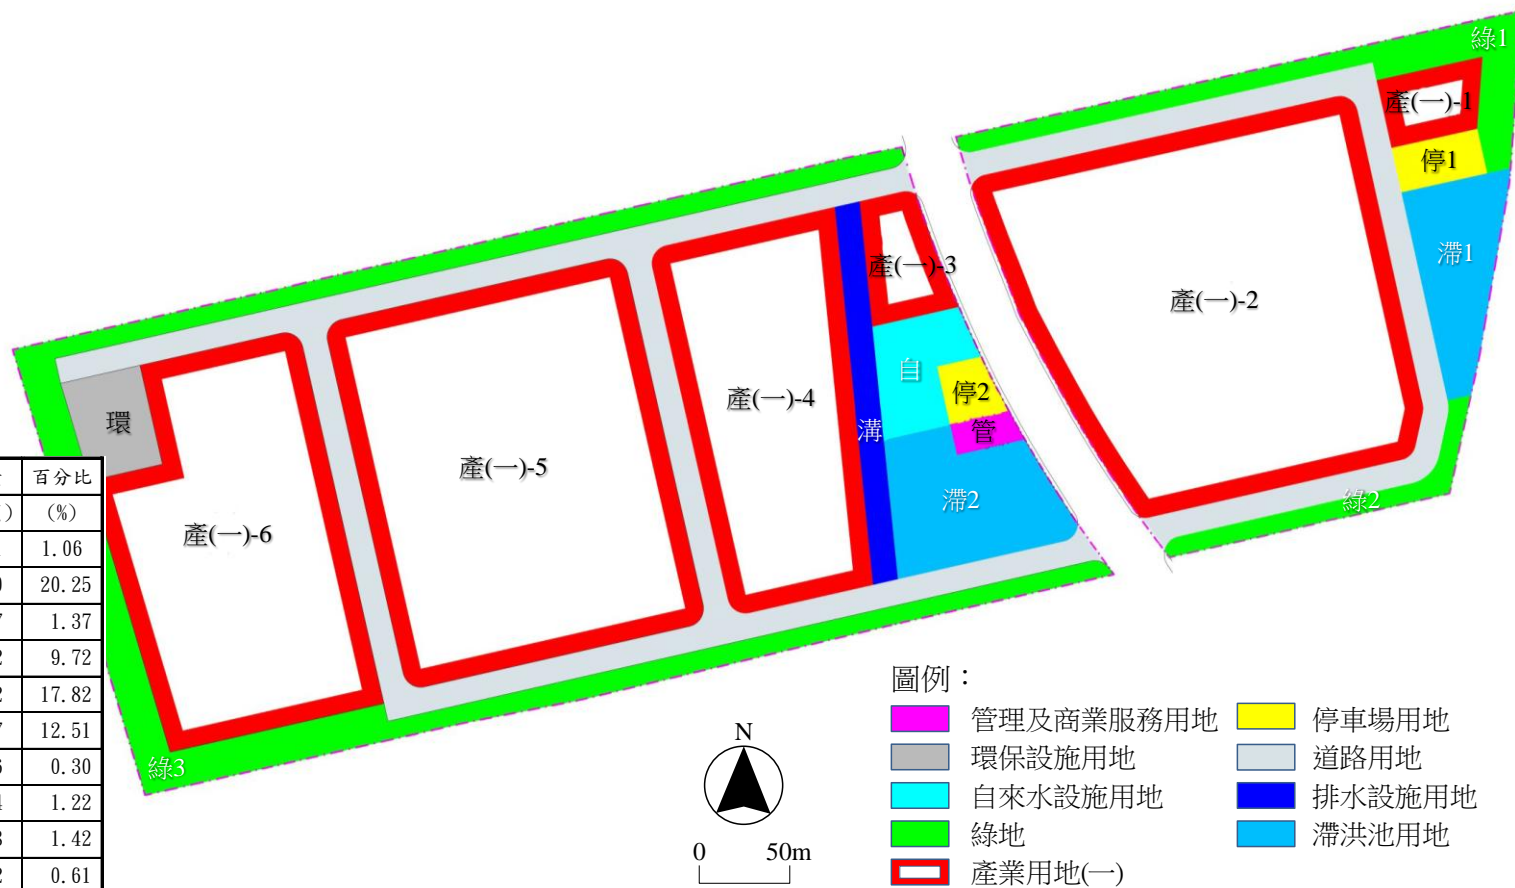 綠1
產(一)-1
停1
滯1
產(一)-2
綠2
產(一)-3
自
停2
管
滯2
溝
產(一)-4
產(一)-5
環
產(一)-6
綠3
百分比
(%)
1.06
20.25
1.37
9.72
17.82
12.51
0.30
1.22
1.42
0.61
N
0 50m
圖例：
管理及商業服務用地 停車場用地
環保設施用地 道路用地
自來水設施用地 排水設施用地
綠地 滯洪池用地
產業用地(一)